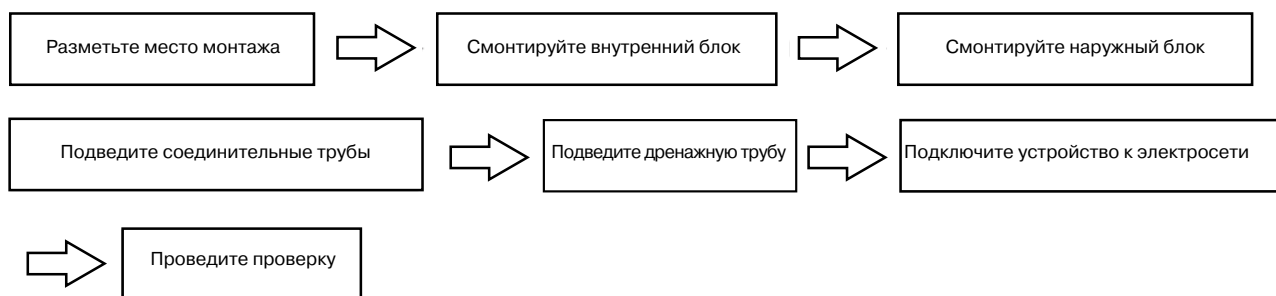 Разметьте место монтажа
Смонтируйте внутренний блок
Смонтируйте наружный блок
Подведите соединительные трубы
Подведите дренажную трубу
Подключите устройство к электросети
Проведите проверку